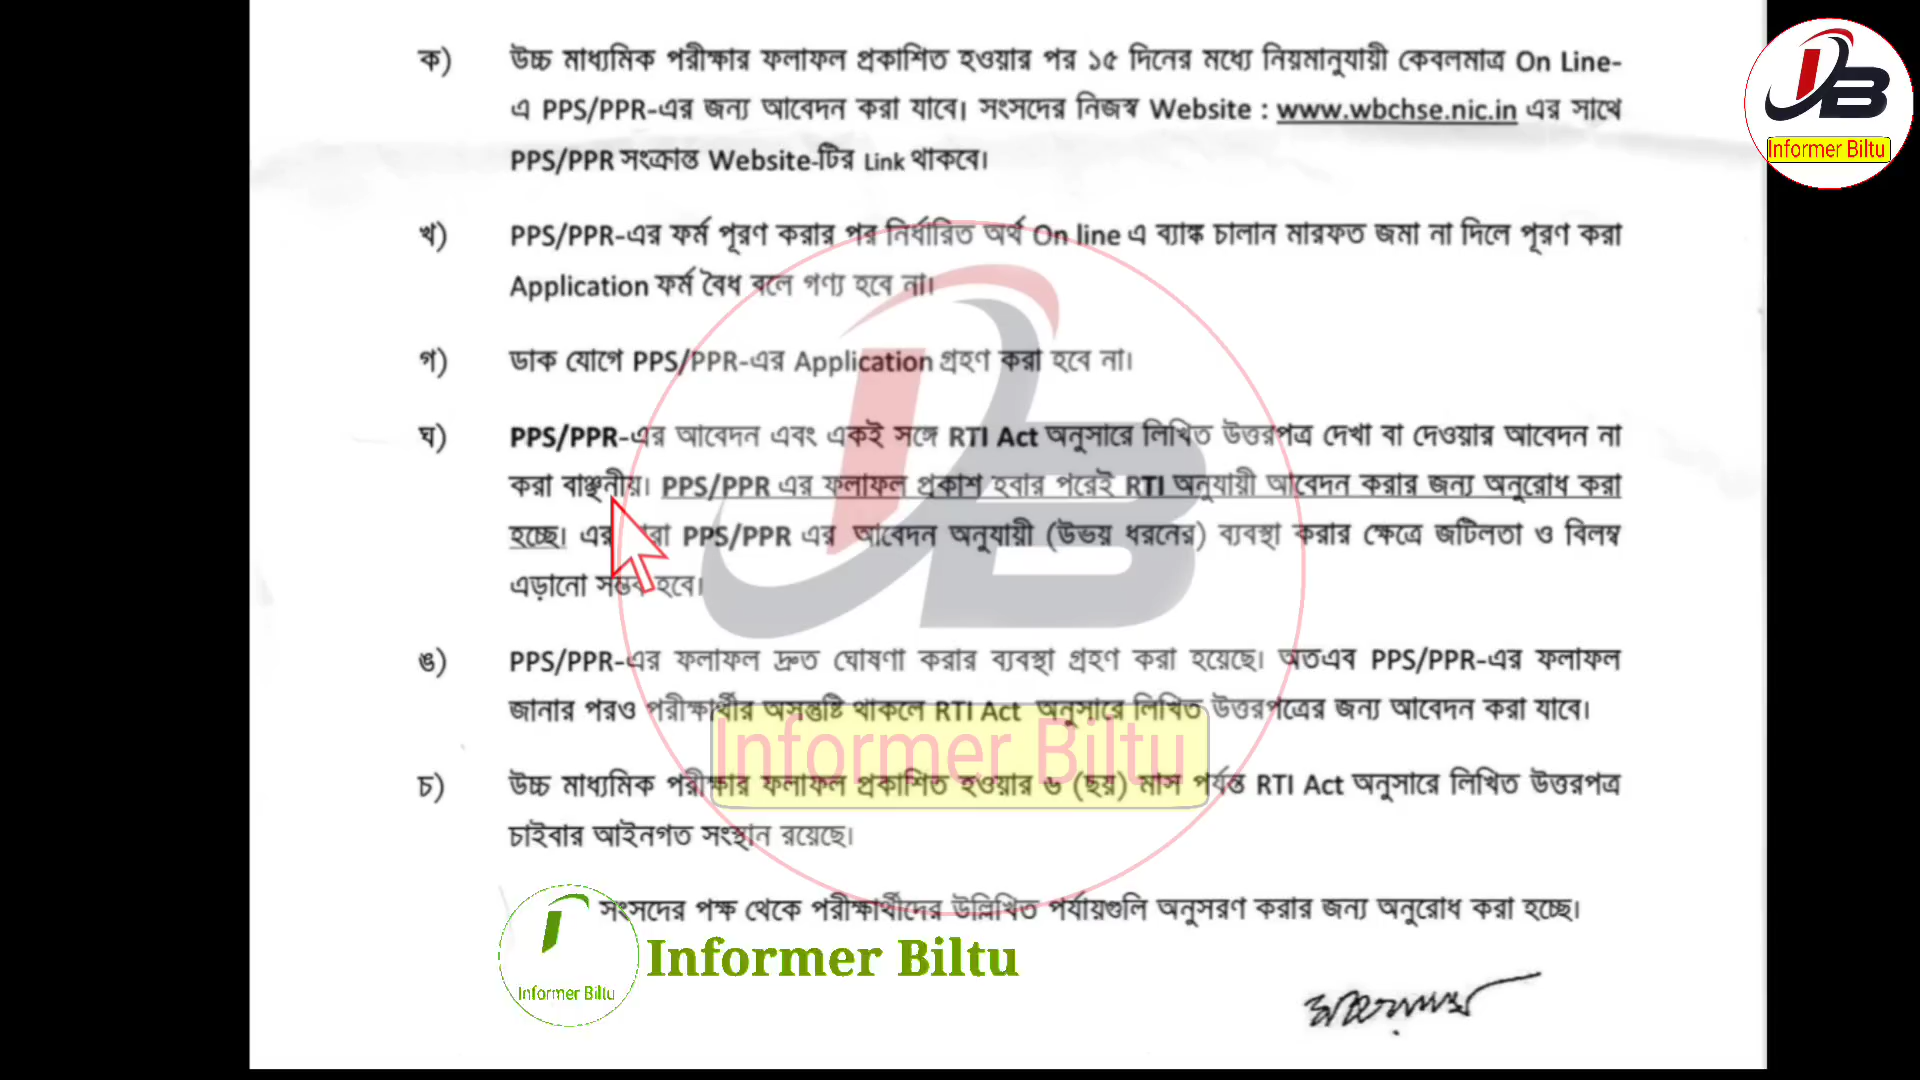 ক) উচ্চ মাধ্যমিক পরীক্ষার ফলাফল প্রকাশিত হওয়ার পর ১৫ দিনের মধ্যে নিয়মানুযায়ী কেবলমাত্র On Line-
এ PPS/PPR-এর জন্য আবেদন করা যাবে। সংসদের নিজস্ব Website : www.wbchse.nic.in এর সাথে
PPS/PPR সংক্রান্ত Website-টির Link থাকবে।
খ) PPS/PPR-এর ফর্ম পূরণ করার পর নির্ধারিত অর্থ On line এ ব্যাঙ্ক চালান মারফত জমা না দিলে পূরণ করা
Application ফর্ম বৈধ বলে গণ্য হবে না।
গ) ডাক যোগে PPS/PPR-এর Application গ্রহণ করা হবে না।
ঘ) PPS/PPR-এর আবেদন এবং একই সঙ্গে RTI Act অনুসারে লিখিত উত্তরপত্র দেখা বা দেওয়ার আবেদন না
করা বাঞ্ছনীয়। PPS/PPR এর ফলাফল প্রকাশ হবার পরেই RTI অনুযায়ী আবেদন করার জন্য অনুরোধ করা
হচ্ছে। এর PPS/PPR এর আবেদন অনুযায়ী (উভয় ধরনের) ব্যবস্থা করার ক্ষেত্রে জটিলতা ও বিলম্ব
এড়ানো সম্ভব হবে।
ঙ) PPS/PPR-এর ফলাফল দ্রুত ঘোষণা করার ব্যবস্থা গ্রহণ করা হয়েছে। অতএব PPS/PPR-এর ফলাফল
জানার পরও পরীক্ষার্থীর অসন্তুষ্টি থাকলে RTI Act অনুসারে লিখিত উত্তরপত্রের জন্য আবেদন করা যাবে।
চ) উচ্চ মাধ্যমিক পরীক্ষার ফলাফল প্রকাশিত হওয়ার ৬ (ছয়) মাস পর্যন্ত RTI Act অনুসারে লিখিত উত্তরপত্র
চাইবার আইনগত সংস্থান রয়েছে।
সংসদের পক্ষ থেকে পরীক্ষার্থীদের উল্লিখিত পর্যায়গুলি অনুসরণ করার জন্য অনুরোধ করা হচ্ছে।
Informer Biltu
Informer Biltu
Informer Biltu
Informer Biltu